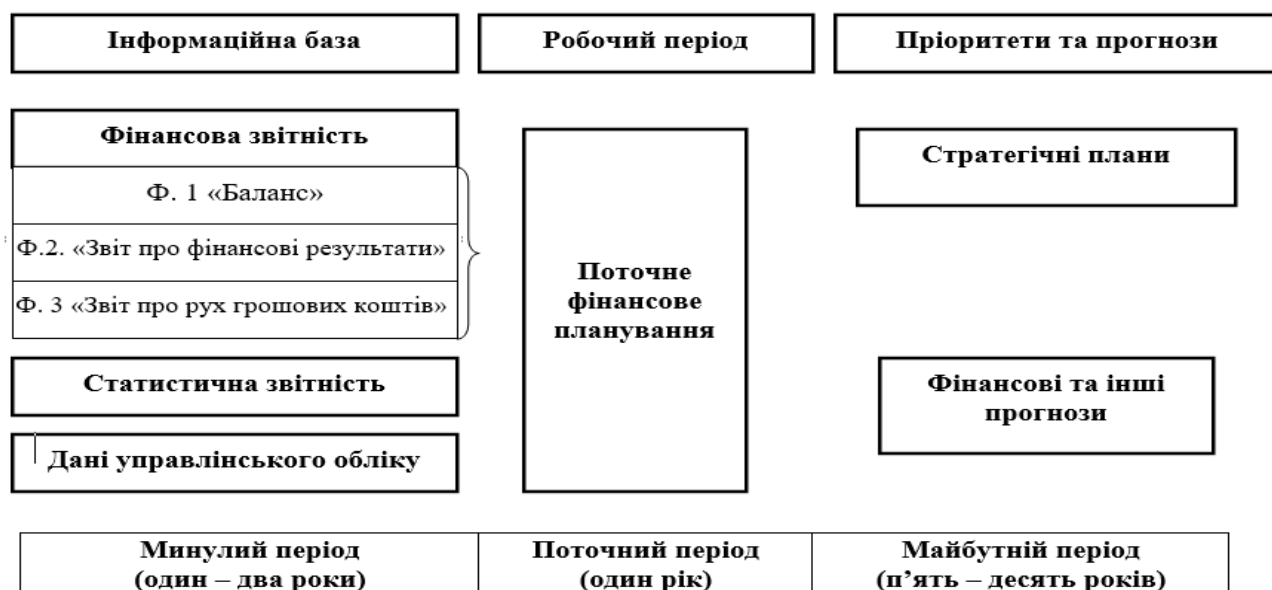 Інформаційна база
Робочий період
Пріоритети та прогнози
Фінансова звітність
Ф. 1 «Баланс»
Ф.2. «Звіт про фінансові результати»
Ф. 3 «Звіт про рух грошових коштів»
Статистична звітність
Дані управлінського обліку
Поточне
фінансове
планування
Стратегічні плани
Фінансові та інші
прогнози
Минулий період
(один – два роки)
Поточний період
(один рік)
Майбутній період
(п’ять – десять років)